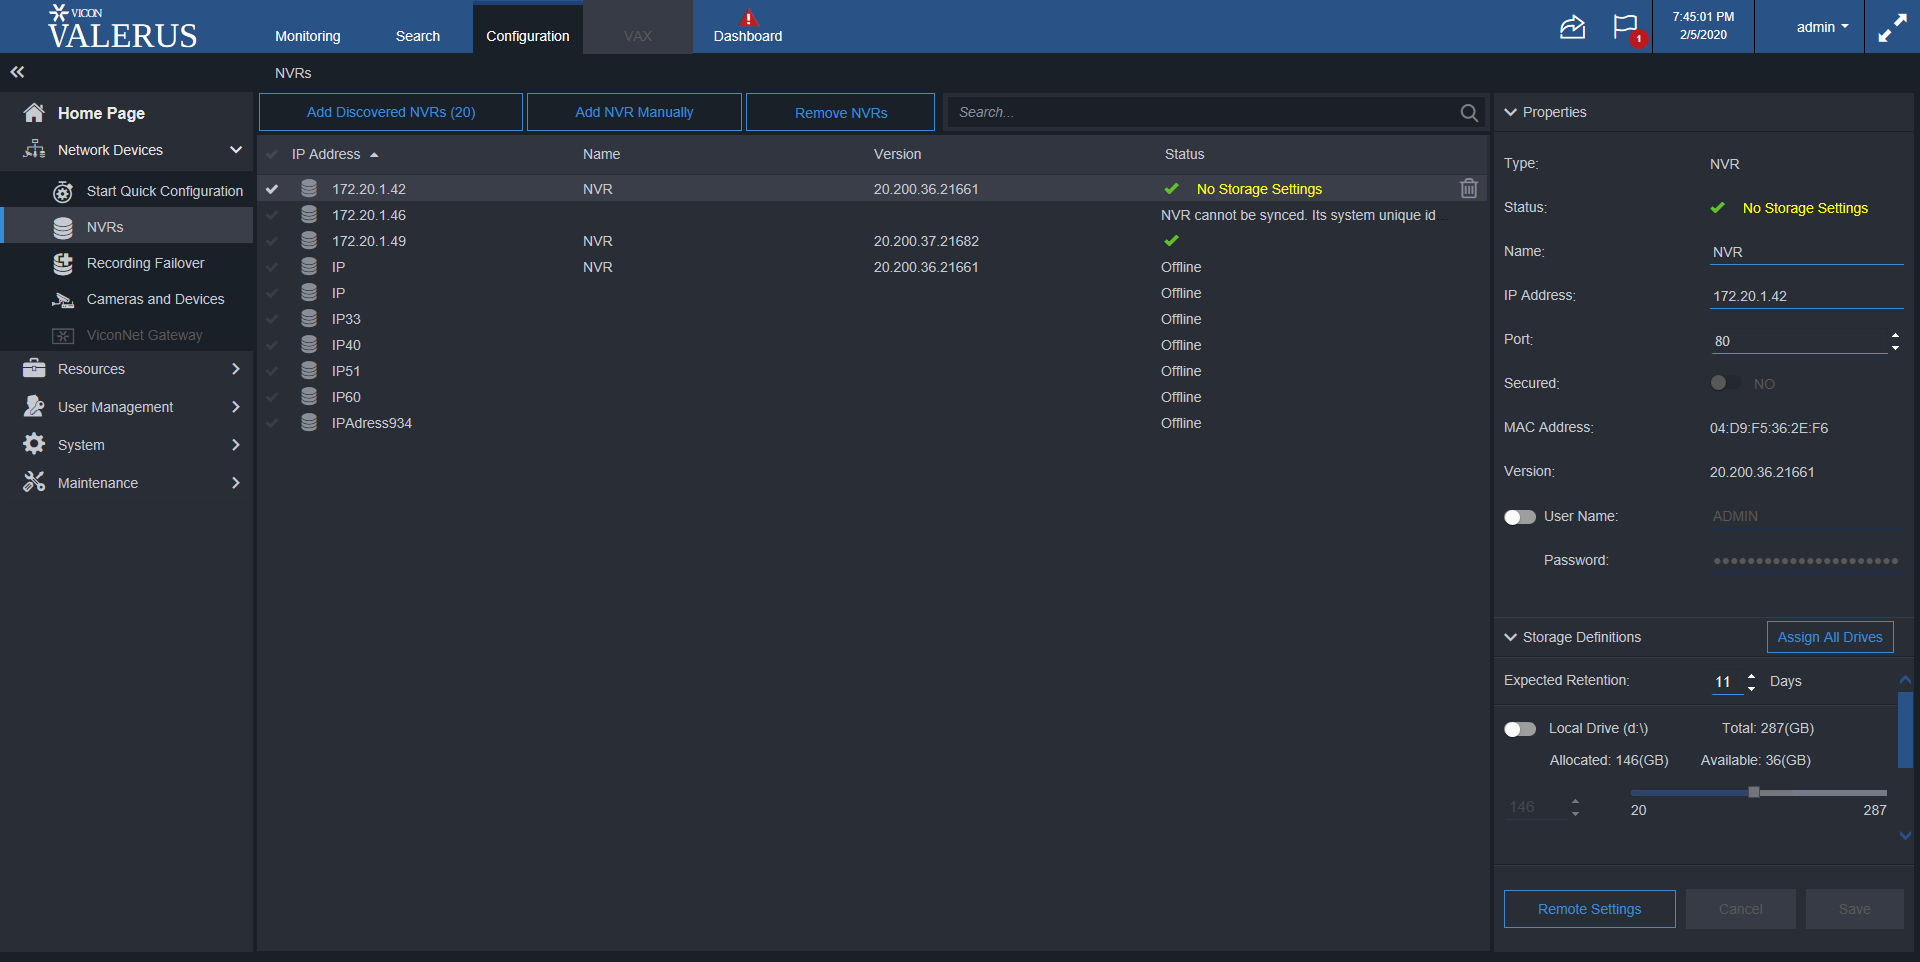 VICON
VALERUS
Monitoring
Search
Configuration
VAX
Dashboard
1
7:45:01 PM
2/5/2020
admin
NVRs
Home Page
Network Devices
Start Quick Configuration
NVRs
Recording Failover
Cameras and Devices
ViconNet Gateway
Resources
User Management
System
Maintenance
Add Discovered NVRs (20)
Add NVR Manually
Remove NVRs
Search...
IP Address Name Version Status
172.20.1.42 NVR 20.200.36.21661 No Storage Settings
172.20.1.46 NVR cannot be synced. Its system unique id
172.20.1.49 NVR 20.200.37.21682
IP NVR 20.200.36.21661 Offline
IP Offline
IP33 Offline
IP40 Offline
IP51 Offline
IP60 Offline
IPAdress934 Offline
Properties
Type: NVR
Status: No Storage Settings
Name: NVR
IP Address: 172.20.1.42
Port: 80
Secured: NO
MAC Address: 04:D9:F5:36:2E:F6
Version: 20.200.36.21661
User Name: ADMIN
Password:
Storage Definitions
Assign All Drives
Expected Retention: 11 Days
Local Drive (d:\) Total: 287(GB)
Allocated: 146(GB) Available: 36(GB)
146
20 287
Remote Settings
Cancel
Save